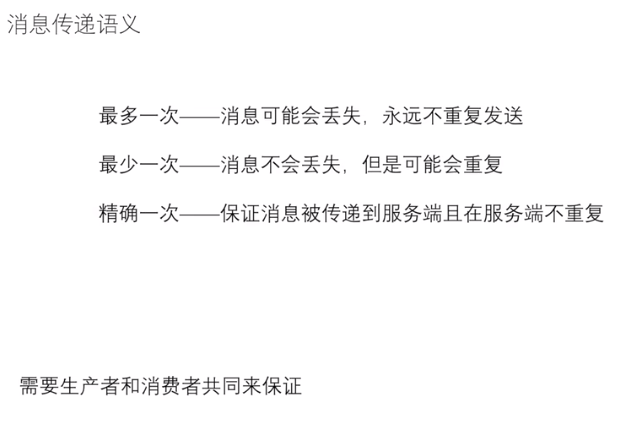 消息传递语义
最多一次——消息可能会丢失，永远不重复发送
最少一次——消息不会丢失，但是可能会重复
精确一次——保证消息被传递到服务端且在服务端不重复
需要生产者和消费者共同来保证